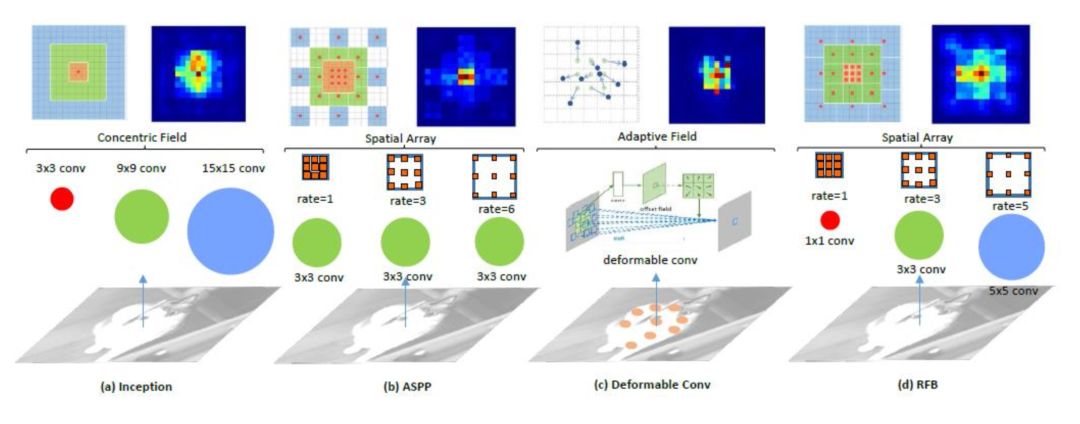 Concentric Field
3x3 conv
9x9 conv
15x15 conv
(a) Inception
Spatial Array
rate=1
rate=3
rate=6
3x3 conv
3x3 conv
3x3 conv
(b) ASPP
Adaptive Field
offset field
deformable conv
(c) Deformable Conv
Spatial Array
rate=1
rate=3
rate=5
1x1 conv
3x3 conv
5x5 conv
(d) RFB